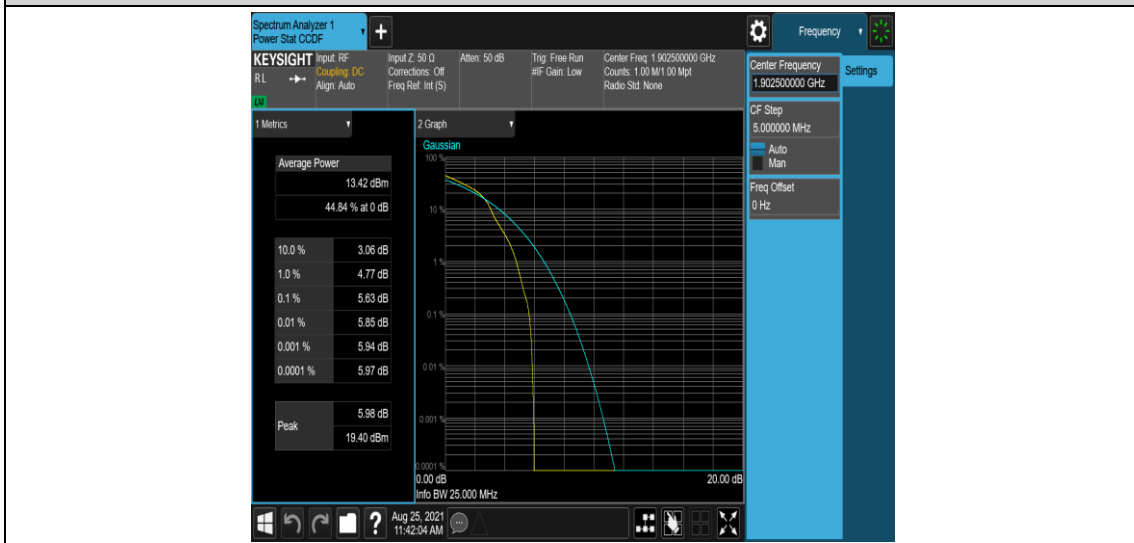 Spectrum Analyzer 1
Power Stat CCDF
Frequency
KEYSIGHT
RL
Input: RF
Coupling: DC
Align: Auto
Input Z: 50 Ω
Corrections: Off
Freq Ref: Int (S)
Atten: 50 dB
Trig: Free Run
#IF Gain: Low
Center Freq: 1.902500000 GHz
Counts: 1.00 M/1.00 Mpt
Radio Std: None
Center Frequency
1.902500000 GHz
Settings
CF Step
5.000000 MHz
Auto
Man
Freq Offset
0 Hz
1 Metrics
Average Power
13.42 dBm
44.84 % at 0 dB
10.0 % 3.06 dB
1.0 % 4.77 dB
0.1 % 5.63 dB
0.01 % 5.85 dB
0.001 % 5.94 dB
0.0001 % 5.97 dB
Peak
5.98 dB
19.40 dBm
2 Graph
Gaussian
100 %
10 %
1 %
0.1 %
0.01 %
0.001 %
0.0001 %
0.00 dB 20.00 dB
Info BW 25.000 MHz
Aug 25, 2021
11:42:04 AM